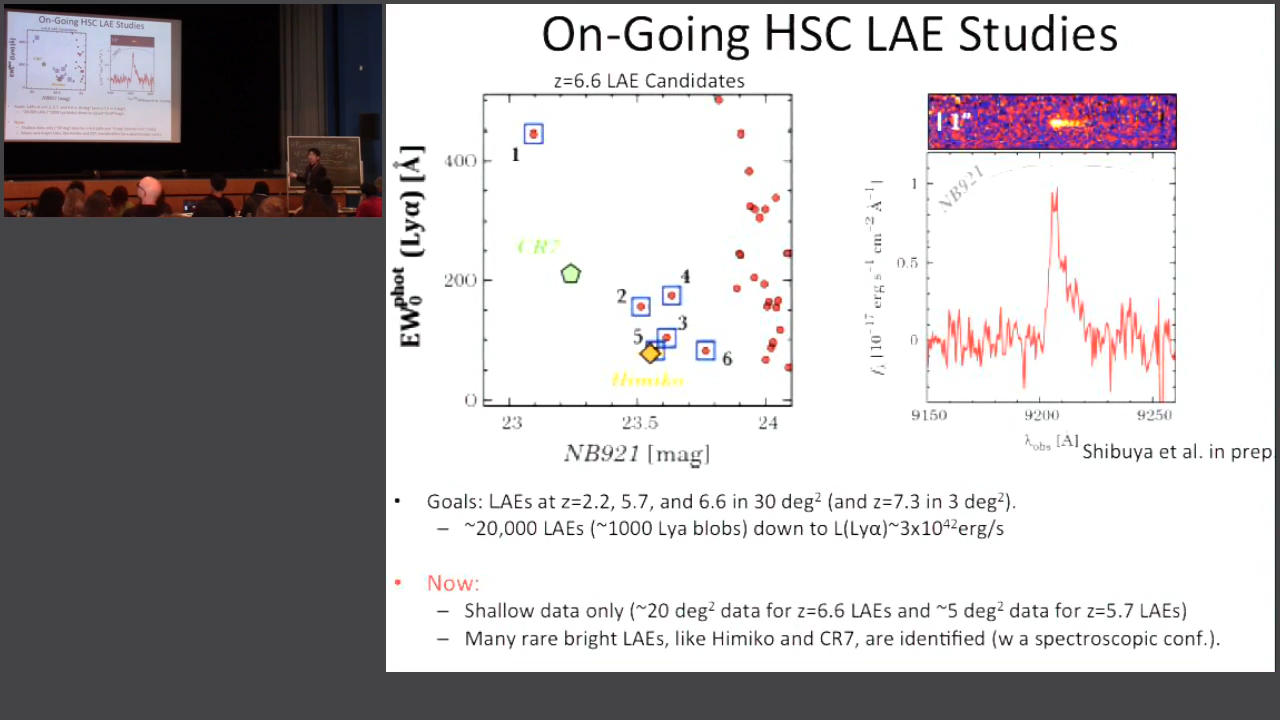 On-Going HSC LAE Studies
z=6.6 LAE Candidates
EW₀ᵖʰᵒᵗ (Lyα) [Å]
400
200
0
23
23.5
24
NB921 [mag]
1
CR7
4
2
3
5
6
Himiko
1"
NB921
fλ [10⁻¹⁷ erg s⁻¹ cm⁻² Å⁻¹]
1
0.5
0
9150
9200
9250
λobs [Å]
Shibuya et al. in prep.
• Goals: LAEs at z=2.2, 5.7, and 6.6 in 30 deg² (and z=7.3 in 3 deg²).
– ~20,000 LAEs (~1000 Lya blobs) down to L(Lyα)~3x10⁴²erg/s
• Now:
– Shallow data only (~20 deg² data for z=6.6 LAEs and ~5 deg² data for z=5.7 LAEs)
– Many rare bright LAEs, like Himiko and CR7, are identified (w a spectroscopic conf.).